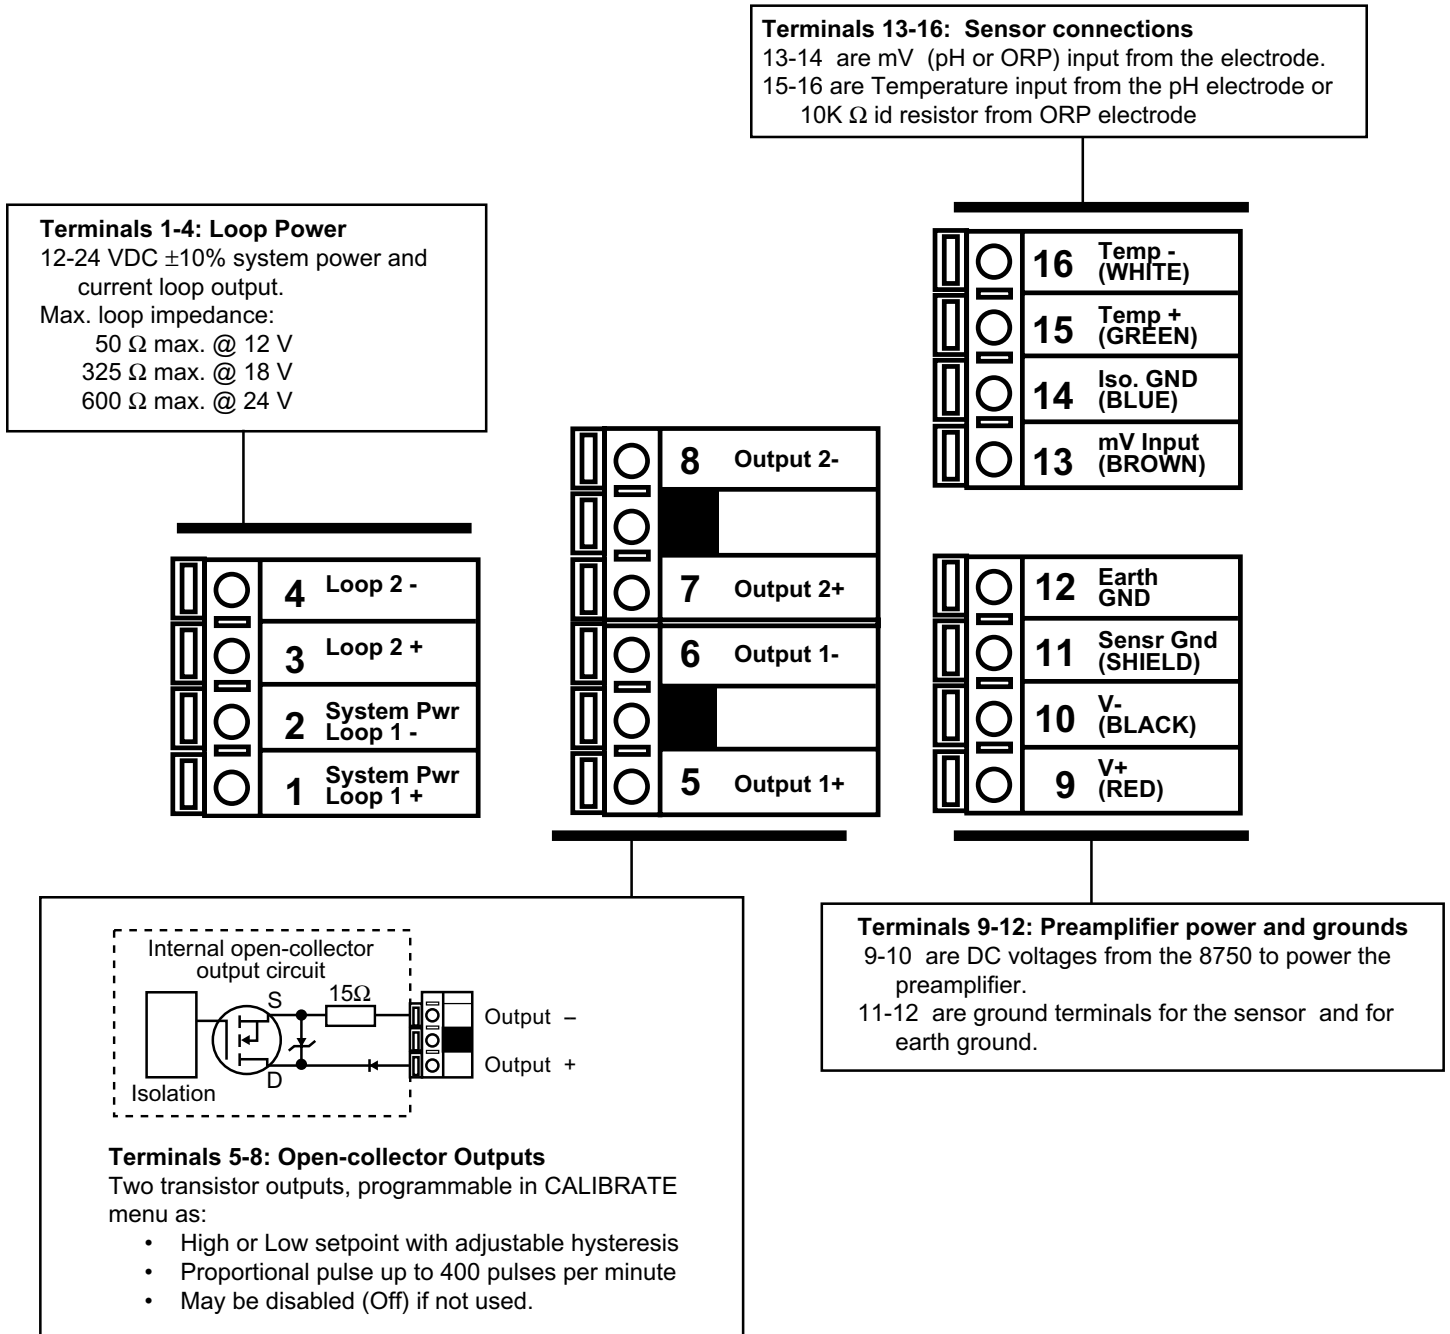 Terminals 13-16:  Sensor connections
13-14  are mV  (pH or ORP) input from the electrode.
15-16 are Temperature input from the pH electrode or
10K Ω id resistor from ORP electrode
Terminals 1-4: Loop Power
12-24 VDC ±10% system power and
current loop output.
Max. loop impedance:
50 Ω max. @ 12 V
325 Ω max. @ 18 V
600 Ω max. @ 24 V
16 Temp -
(WHITE)
15 Temp +
(GREEN)
14 Iso. GND
(BLUE)
13 mV Input
(BROWN)
8 Output 2-
7 Output 2+
6 Output 1-
5 Output 1+
4 Loop 2 -
3 Loop 2 +
2 System Pwr
Loop 1 -
1 System Pwr
Loop 1 +
12 Earth
GND
11 Sensr Gnd
(SHIELD)
10 V-
(BLACK)
9 V+
(RED)
Internal open-collector
output circuit
S
15Ω
D
Isolation
Output –
Output +
Terminals 5-8: Open-collector Outputs
Two transistor outputs, programmable in CALIBRATE
menu as:
• High or Low setpoint with adjustable hysteresis
• Proportional pulse up to 400 pulses per minute
• May be disabled (Off) if not used.
Terminals 9-12: Preamplifier power and grounds
9-10  are DC voltages from the 8750 to power the
preamplifier.
11-12  are ground terminals for the sensor  and for
earth ground.